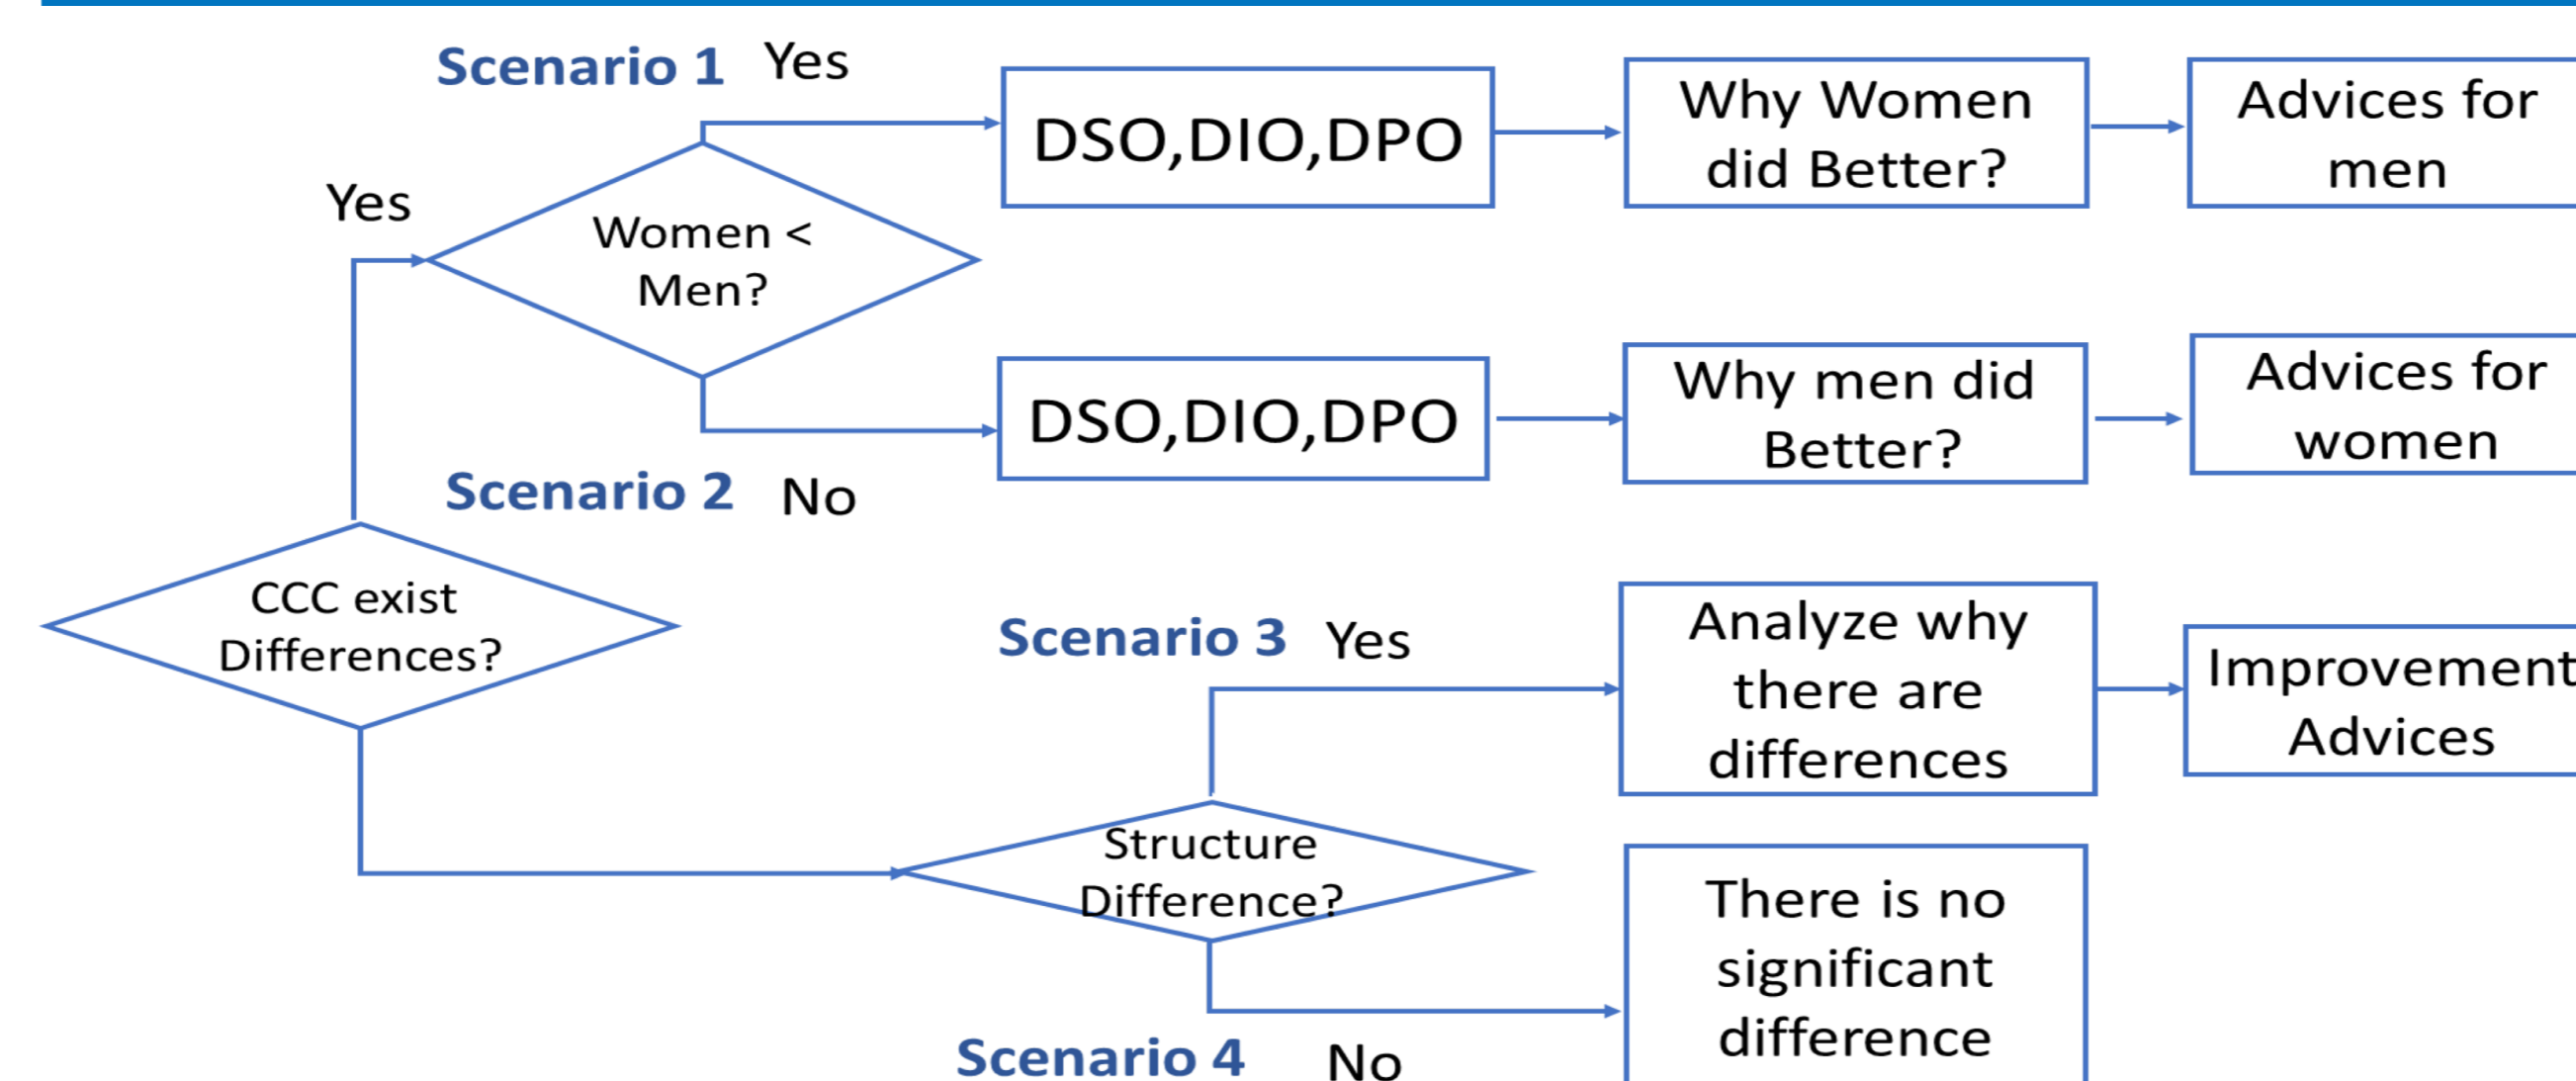 Scenario 1 Yes
DSO,DIO,DPO
Why Women
did Better?
Advices for
men
Yes
Women <
Men?
DSO,DIO,DPO
Why men did
Better?
Advices for
women
Scenario 2 No
CCC exist
Differences?
Scenario 3 Yes
Analyze why
there are
differences
Improvement
Advices
Structure
Difference?
There is no
significant
difference
Scenario 4 No